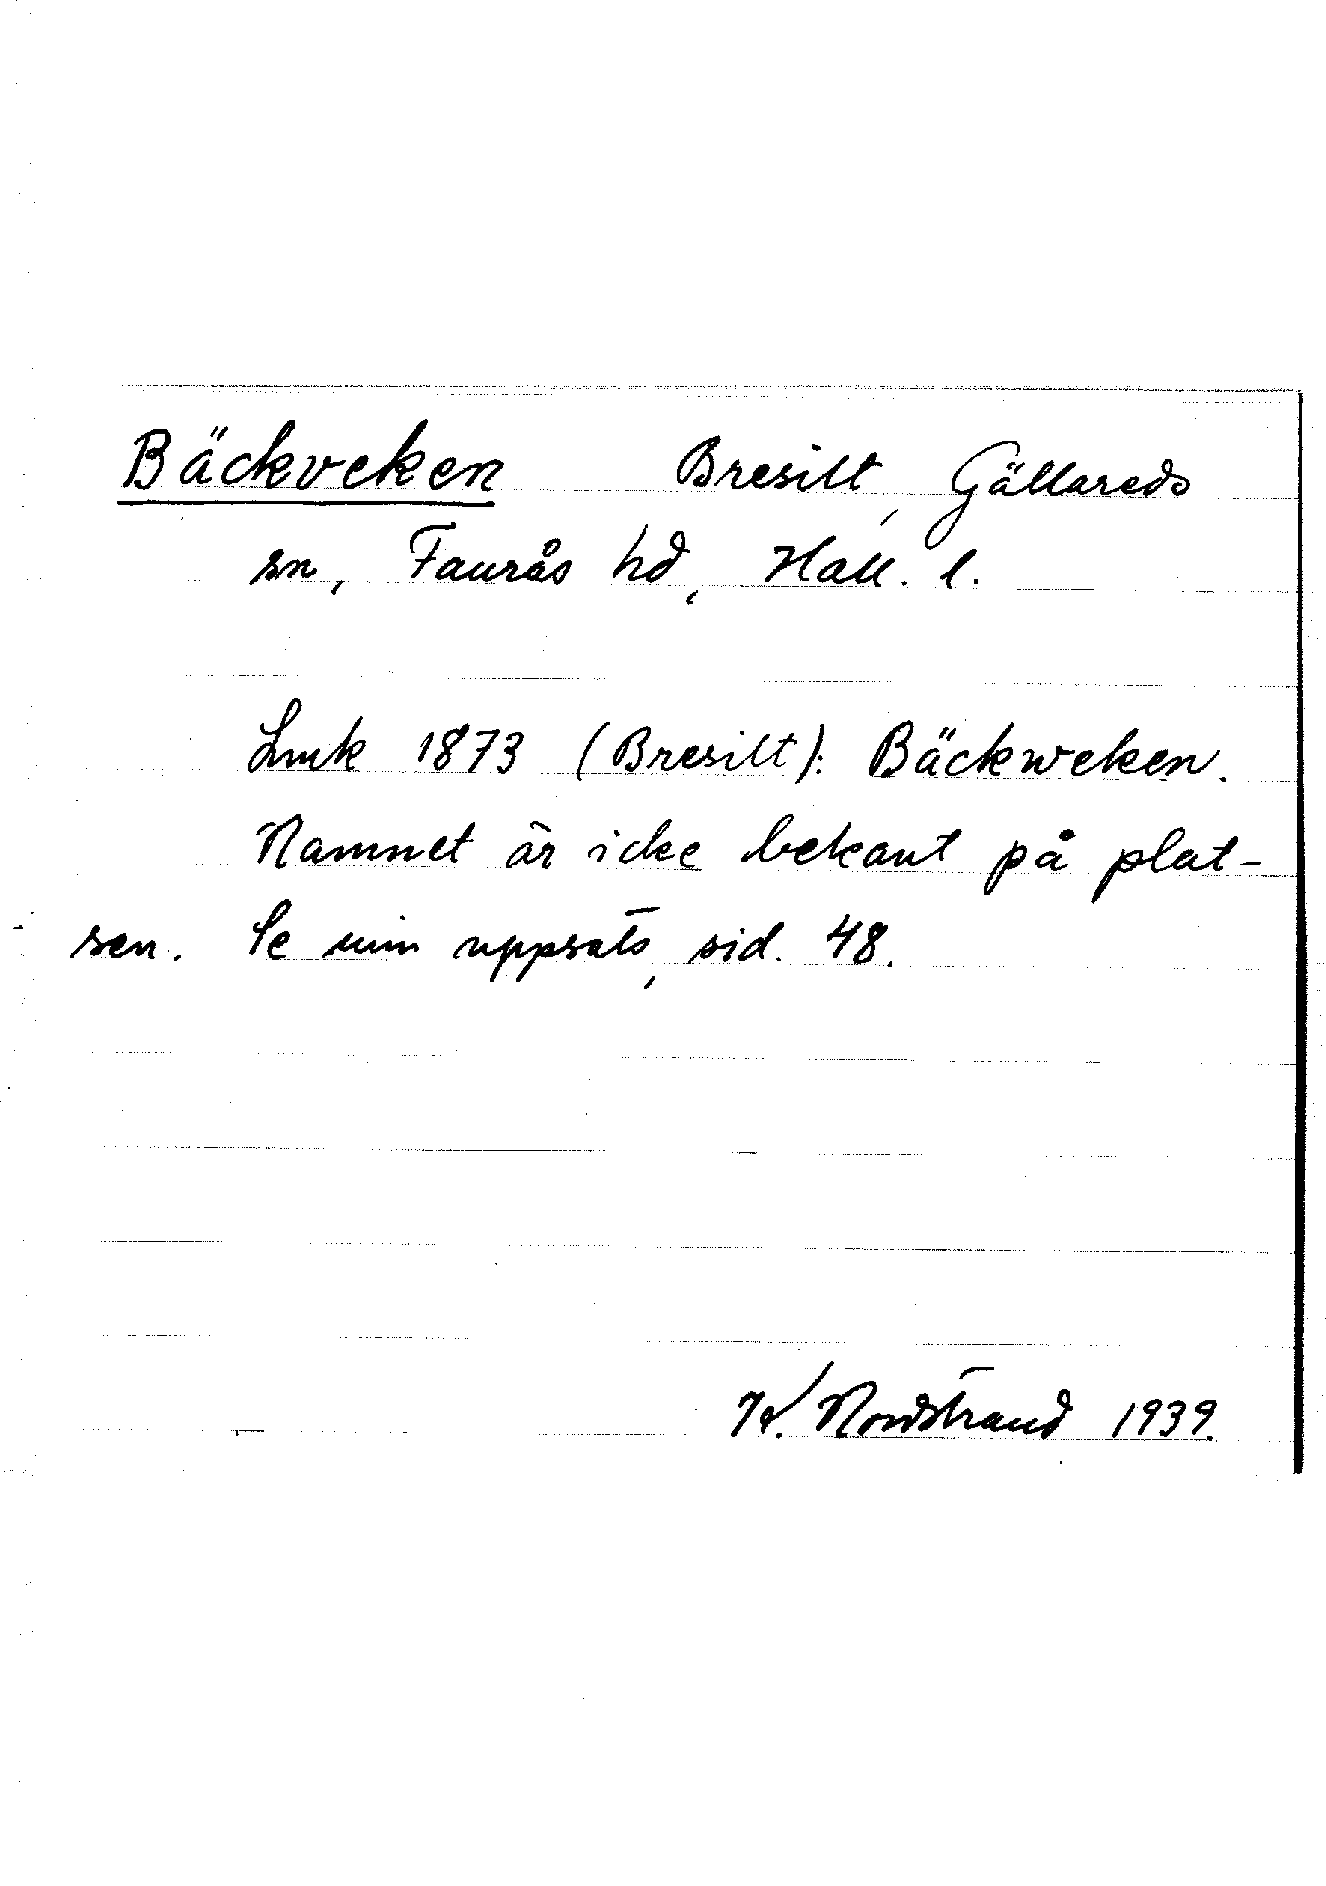 Bäckveken Bresilt, Gällareds
sn, Faurås hd, Hall. l.
Lmk 1873 (Bresilt): Bäckweken.
Namnet är icke bekant på plat-
sen. Se min uppsats, sid. 48.
Nordstrand 1939.